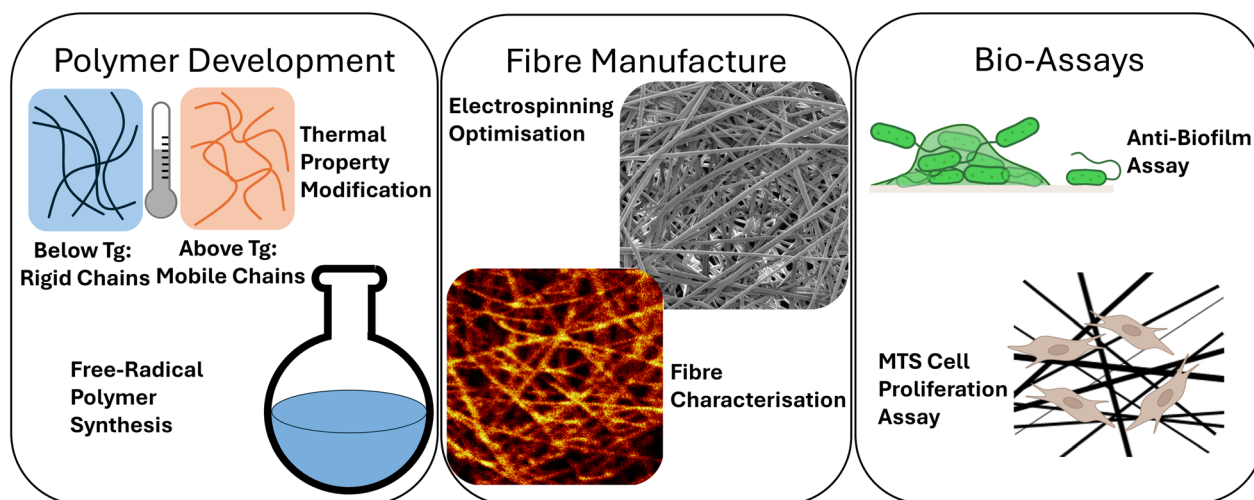 Polymer Development
Thermal
Property
Modification
Below Tg:
Rigid Chains
Above Tg:
Mobile Chains
Free-Radical
Polymer
Synthesis
Fibre Manufacture
Electrospinning
Optimisation
Fibre
Characterisation
Bio-Assays
Anti-Biofilm
Assay
MTS Cell
Proliferation
Assay